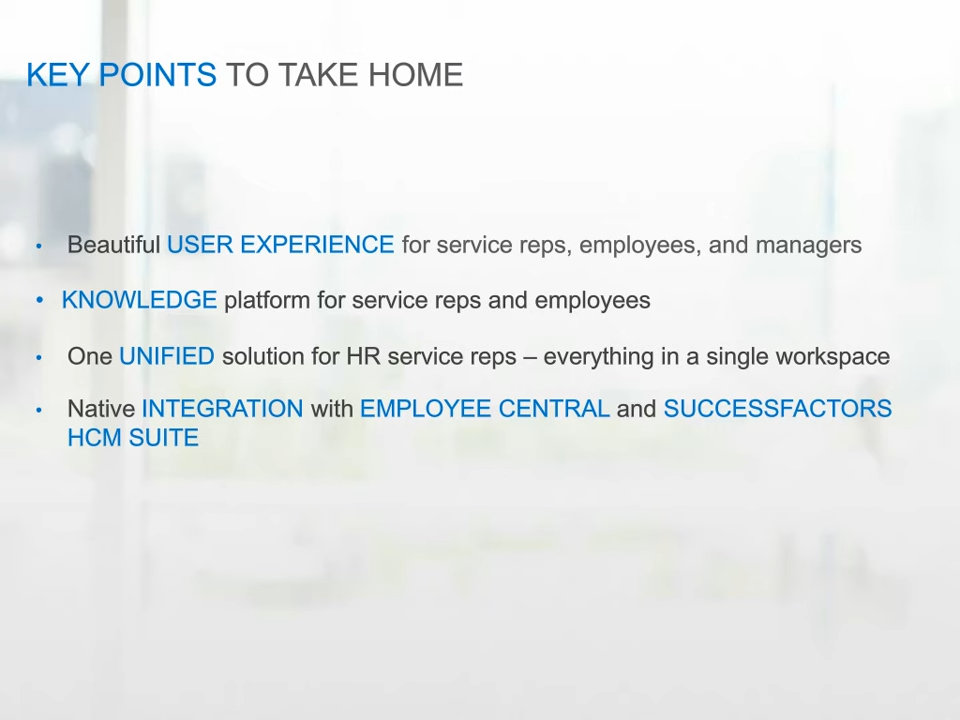 KEY POINTS TO TAKE HOME
• Beautiful USER EXPERIENCE for service reps, employees, and managers
• KNOWLEDGE platform for service reps and employees
• One UNIFIED solution for HR service reps – everything in a single workspace
• Native INTEGRATION with EMPLOYEE CENTRAL and SUCCESSFACTORS
HCM SUITE